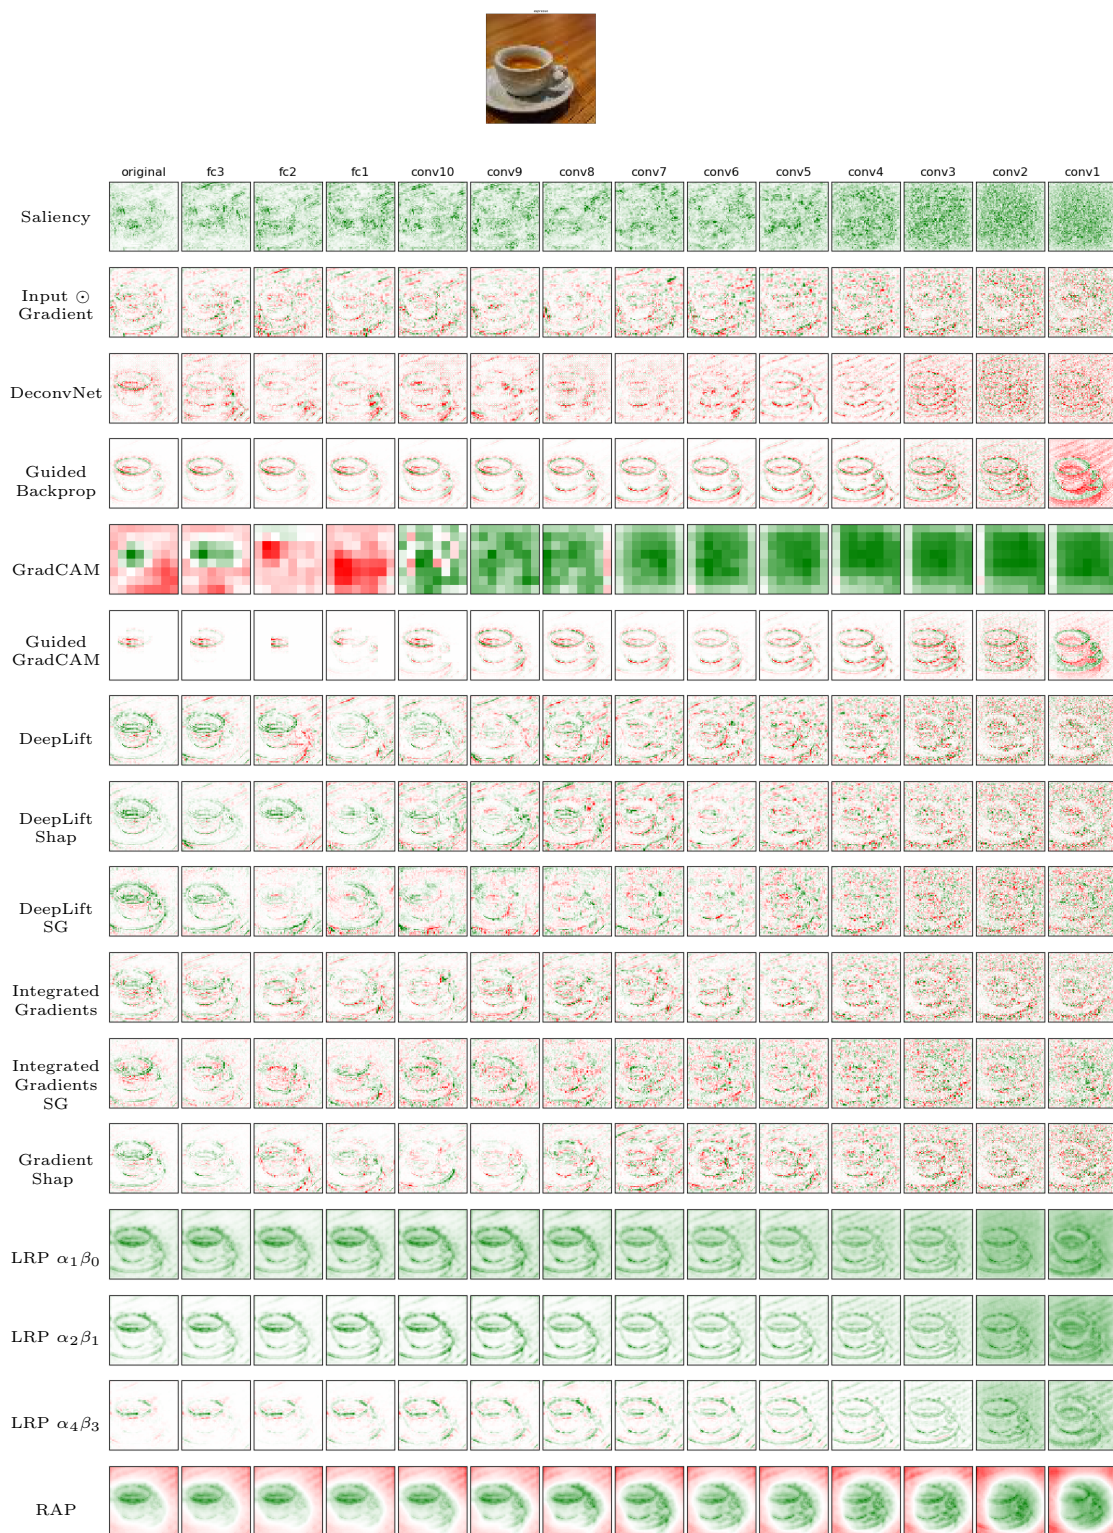 original fc3 fc2 fc1 conv10 conv9 conv8 conv7 conv6 conv5 conv4 conv3 conv2 conv1
Saliency
Input ⊙
Gradient
DeconvNet
Guided
Backprop
GradCAM
Guided
GradCAM
DeepLift
DeepLift
Shap
DeepLift
SG
Integrated
Gradients
Integrated
Gradients
SG
Gradient
Shap
LRP α₁β₀
LRP α₂β₁
LRP α₄β₃
RAP